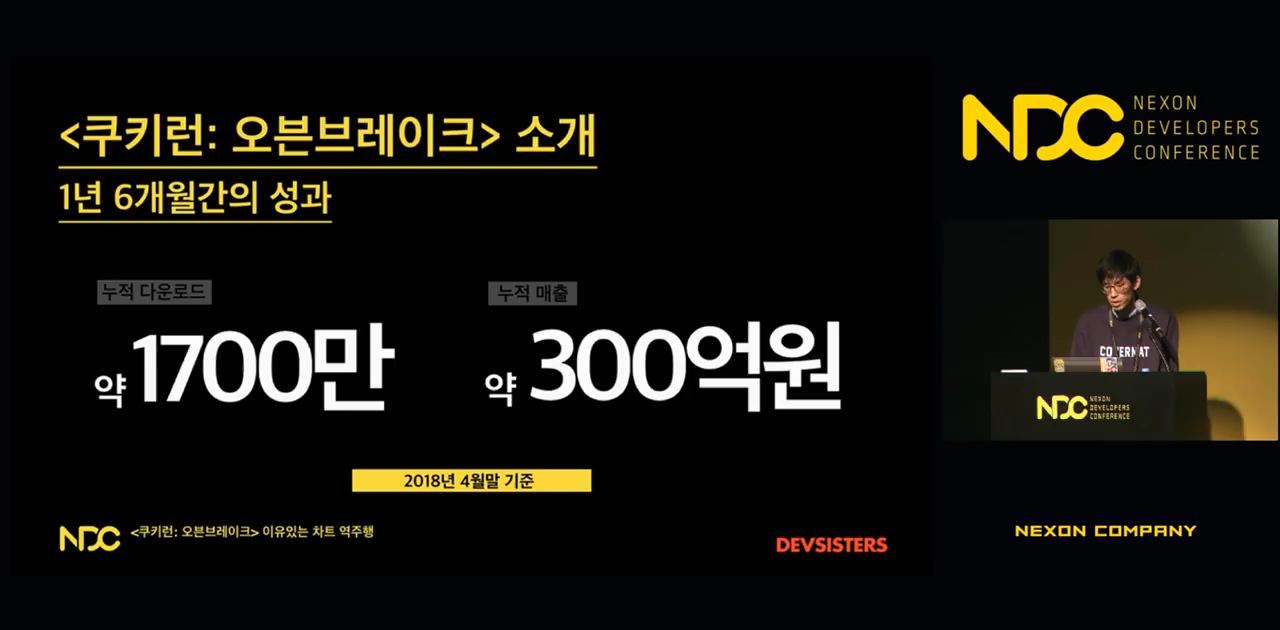 <쿠키런: 오븐브레이크> 소개
1년 6개월간의 성과
누적 다운로드
약 1700만
누적 매출
약 300억원
2018년 4월말 기준
NDC
<쿠키런: 오븐브레이크> 이유있는 차트 역주행
DEVSISTERS
NDC
NEXON
DEVELOPERS
CONFERENCE
NDC
NEXON
DEVELOPERS
CONFERENCE
NEXON COMPANY